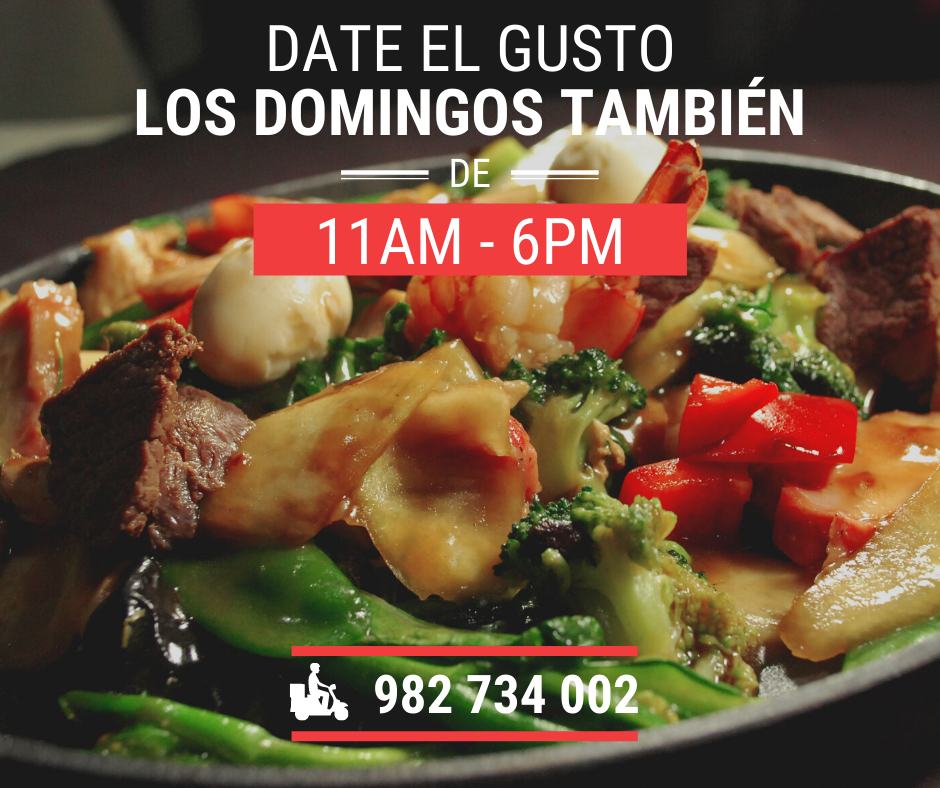 DATE EL GUSTO
LOS DOMINGOS TAMBIÉN
DE
11AM - 6PM
982 734 002